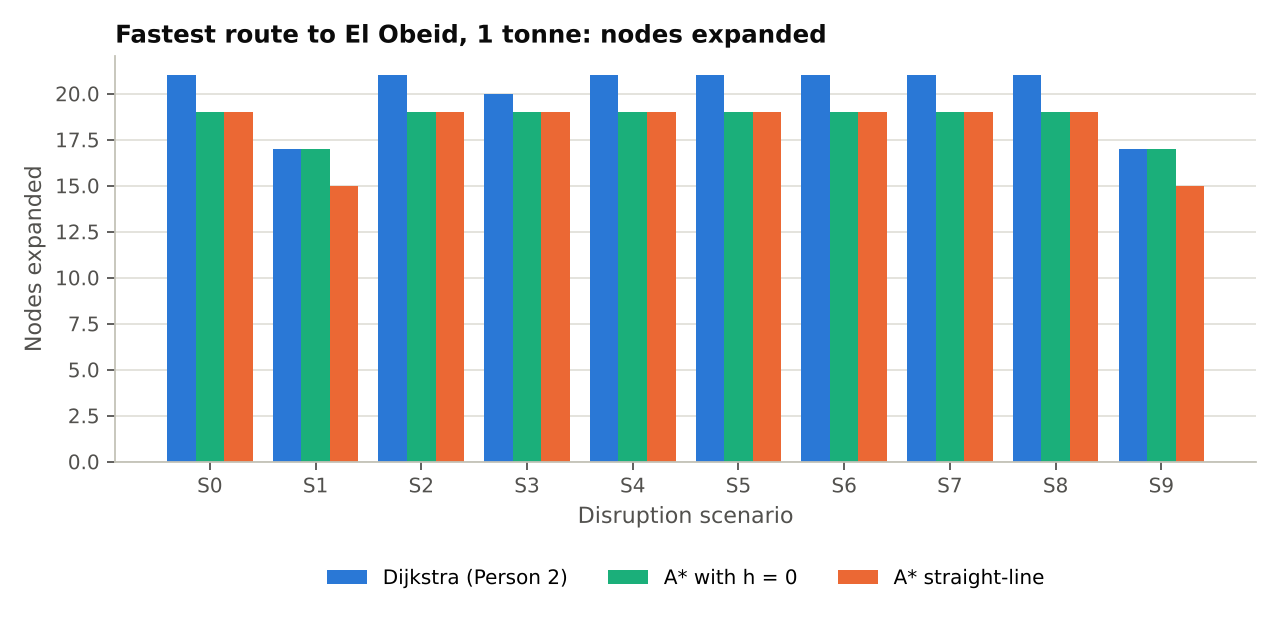 Fastest route to El Obeid, 1 tonne: nodes expanded
Nodes expanded
20.0
17.5
15.0
12.5
10.0
7.5
5.0
2.5
0.0
S0 S1 S2 S3 S4 S5 S6 S7 S8 S9
Disruption scenario
Dijkstra (Person 2) A* with h = 0 A* straight-line